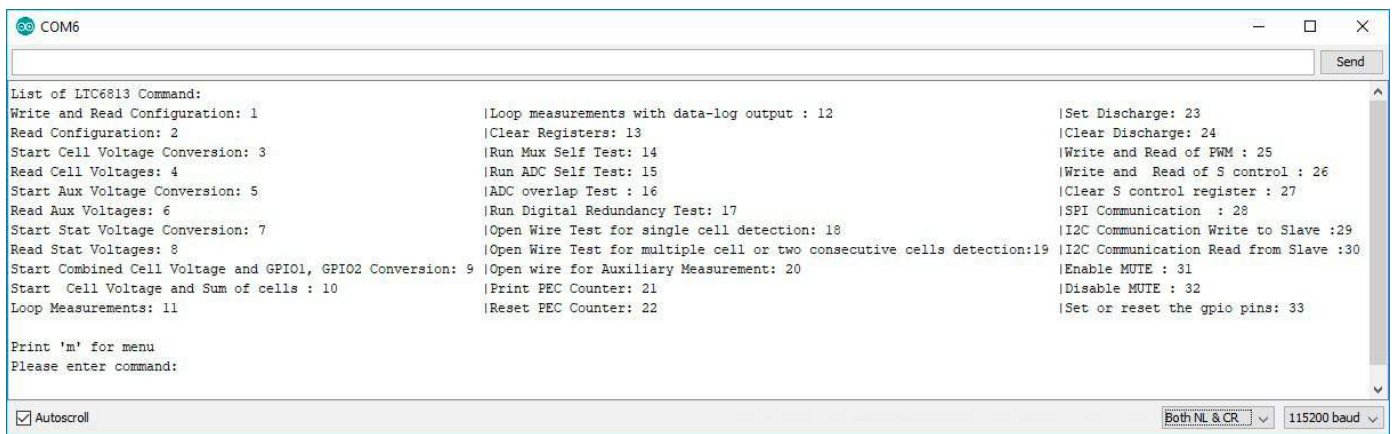 COM6
Send
List of LTC6813 Command:
Write and Read Configuration: 1 |Loop measurements with data-log output : 12 |Set Discharge: 23
Read Configuration: 2 |Clear Registers: 13 |Clear Discharge: 24
Start Cell Voltage Conversion: 3 |Run Mux Self Test: 14 |Write and Read of PWM : 25
Read Cell Voltages: 4 |Run ADC Self Test: 15 |Write and  Read of S control : 26
Start Aux Voltage Conversion: 5 |ADC overlap Test : 16 |Clear S control register : 27
Read Aux Voltages: 6 |Run Digital Redundancy Test: 17 |SPI Communication  : 28
Start Stat Voltage Conversion: 7 |Open Wire Test for single cell detection: 18 |I2C Communication Write to Slave :29
Read Stat Voltages: 8 |Open Wire Test for multiple cell or two consecutive cells detection:19 |I2C Communication Read from Slave :30
Start Combined Cell Voltage and GPIO1, GPIO2 Conversion: 9 |Open wire for Auxiliary Measurement: 20 |Enable MUTE : 31
Start  Cell Voltage and Sum of cells : 10 |Print PEC Counter: 21 |Disable MUTE : 32
Loop Measurements: 11 |Reset PEC Counter: 22 |Set or reset the gpio pins: 33
Print 'm' for menu
Please enter command:
Autoscroll
Both NL & CR
115200 baud